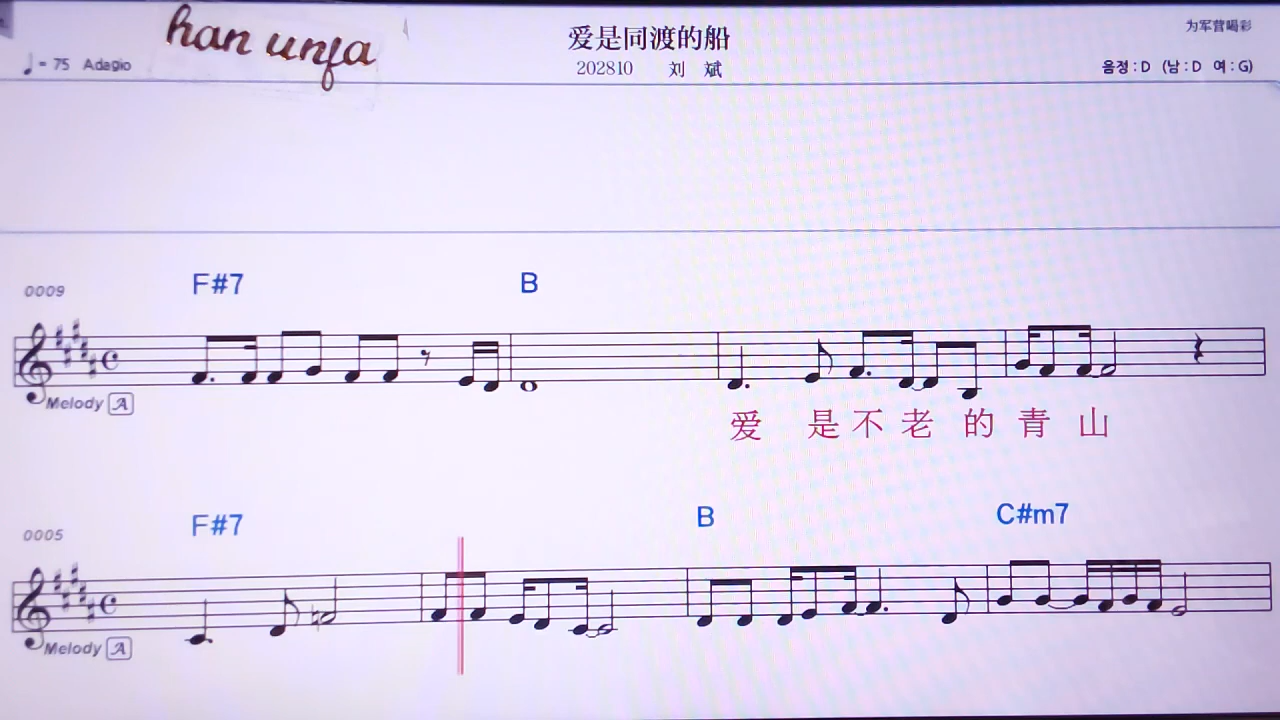 han unfa
爱是同渡的船
为军营喝彩
♩= 75 Adagio
202810 刘 斌
음정 : D (남 : D 여 : G)
0009 F#7 B
Melody A
爱 是 不 老 的 青 山
0005 F#7 B C#m7
Melody A